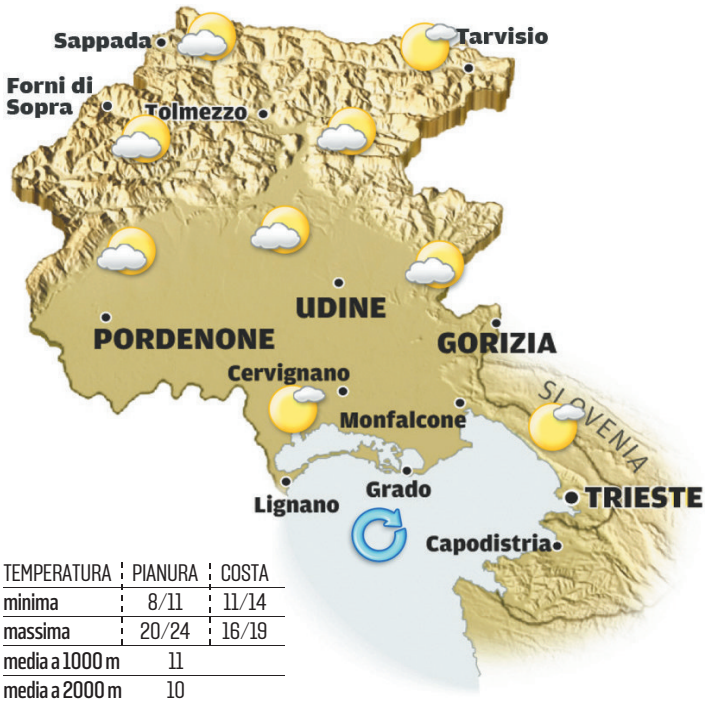 Sappada
Tarvisio
Forni di
Sopra
Tolmezzo
UDINE
PORDENONE
GORIZIA
Cervignano
SLOVENIA
Monfalcone
Grado
Lignano
TRIESTE
Capodistria
TEMPERATURA PIANURA COSTA
minima 8/11 11/14
massima 20/24 16/19
media a 1000 m 11
media a 2000 m 10